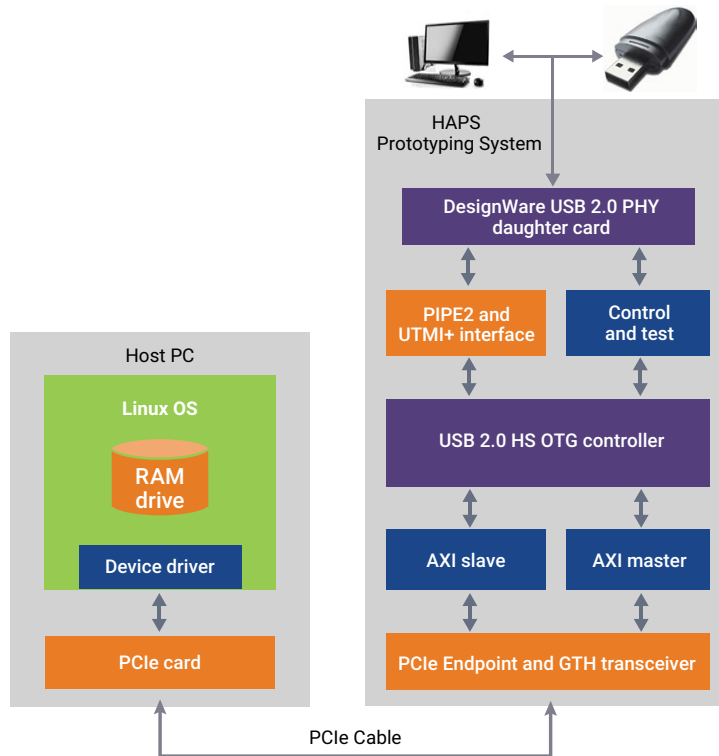 HAPS
Prototyping System
DesignWare USB 2.0 PHY
daughter card
PIPE2 and
UTMI+ interface
Control
and test
Host PC
Linux OS
RAM
drive
Device driver
PCIe card
USB 2.0 HS OTG controller
AXI slave
AXI master
PCIe Endpoint and GTH transceiver
PCIe Cable